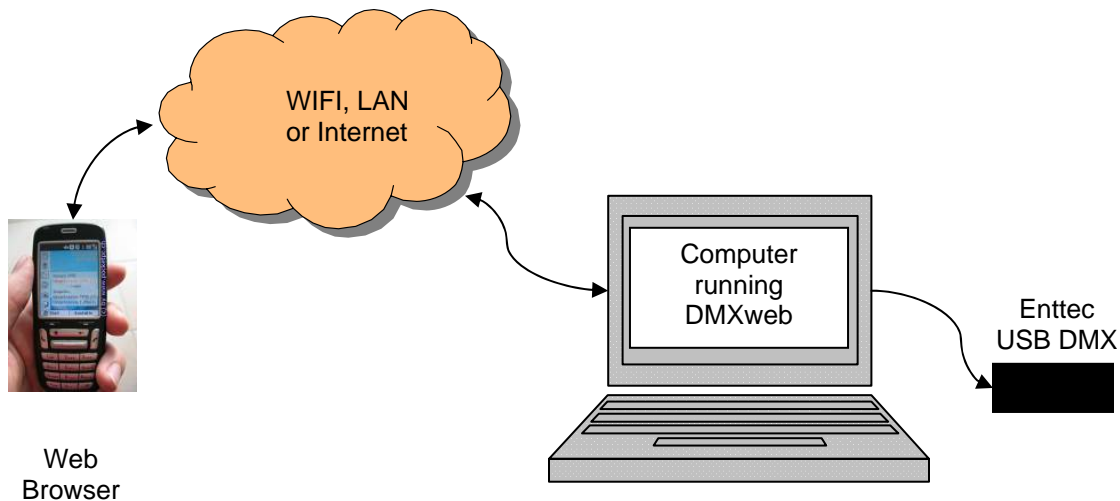 WIFI, LAN
or Internet
Computer
running
DMXweb
Enttec
USB DMX
Web
Browser